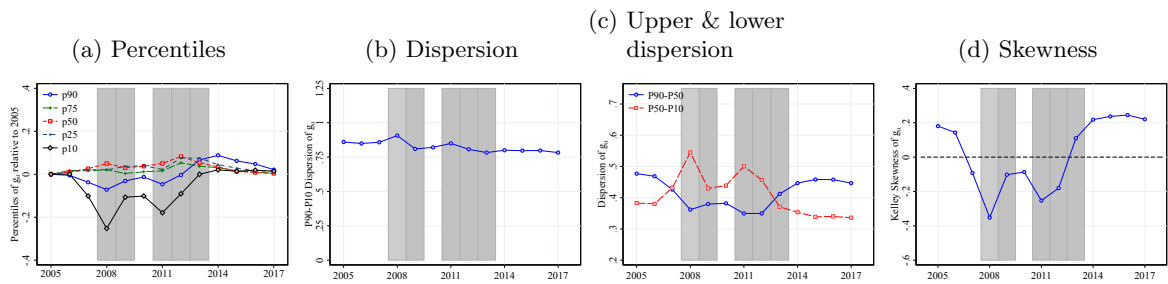 (a) Percentiles
Percentiles of g_it relative to 2005
.4
.2
0
-.2
-.4
p90
p75
p50
p25
p10
2005 2008 2011 2014 2017
(b) Dispersion
P90-P10 Dispersion of g_it
1.25
1
.75
.5
.25
0
2005 2008 2011 2014 2017
(c) Upper & lower
dispersion
Dispersion of g_it
.7
.6
.5
.4
.3
.2
P90-P50
P50-P10
2005 2008 2011 2014 2017
(d) Skewness
Kelley Skewness of g_it
.4
.2
0
-.2
-.4
-.6
2005 2008 2011 2014 2017